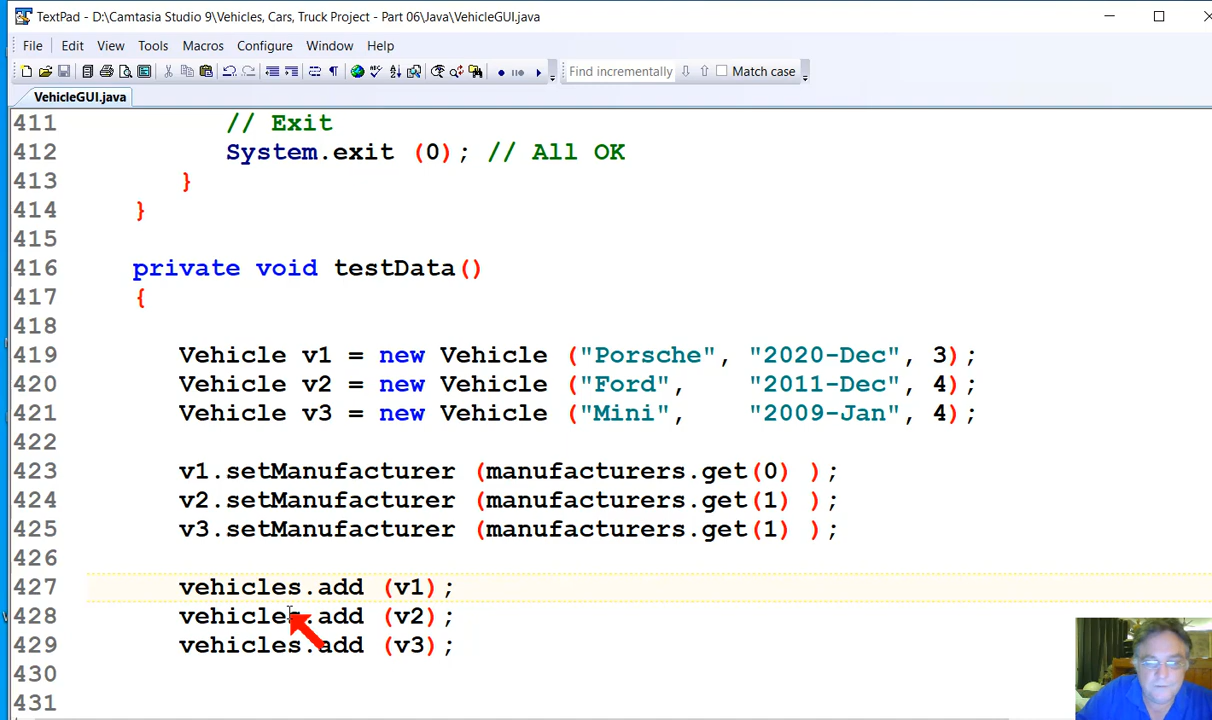 TextPad - D:\Camtasia Studio 9\Vehicles, Cars, Truck Project - Part 06\Java\VehicleGUI.java
File Edit View Tools Macros Configure Window Help
Find incrementally Match case
VehicleGUI.java
411 // Exit
412 System.exit (0); // All OK
413 }
414 }
415
416 private void testData()
417 {
418
419 Vehicle v1 = new Vehicle ("Porsche", "2020-Dec", 3);
420 Vehicle v2 = new Vehicle ("Ford", "2011-Dec", 4);
421 Vehicle v3 = new Vehicle ("Mini", "2009-Jan", 4);
422
423 v1.setManufacturer (manufacturers.get(0) );
424 v2.setManufacturer (manufacturers.get(1) );
425 v3.setManufacturer (manufacturers.get(1) );
426
427 vehicles.add (v1);
428 vehicles.add (v2);
429 vehicles.add (v3);
430
431